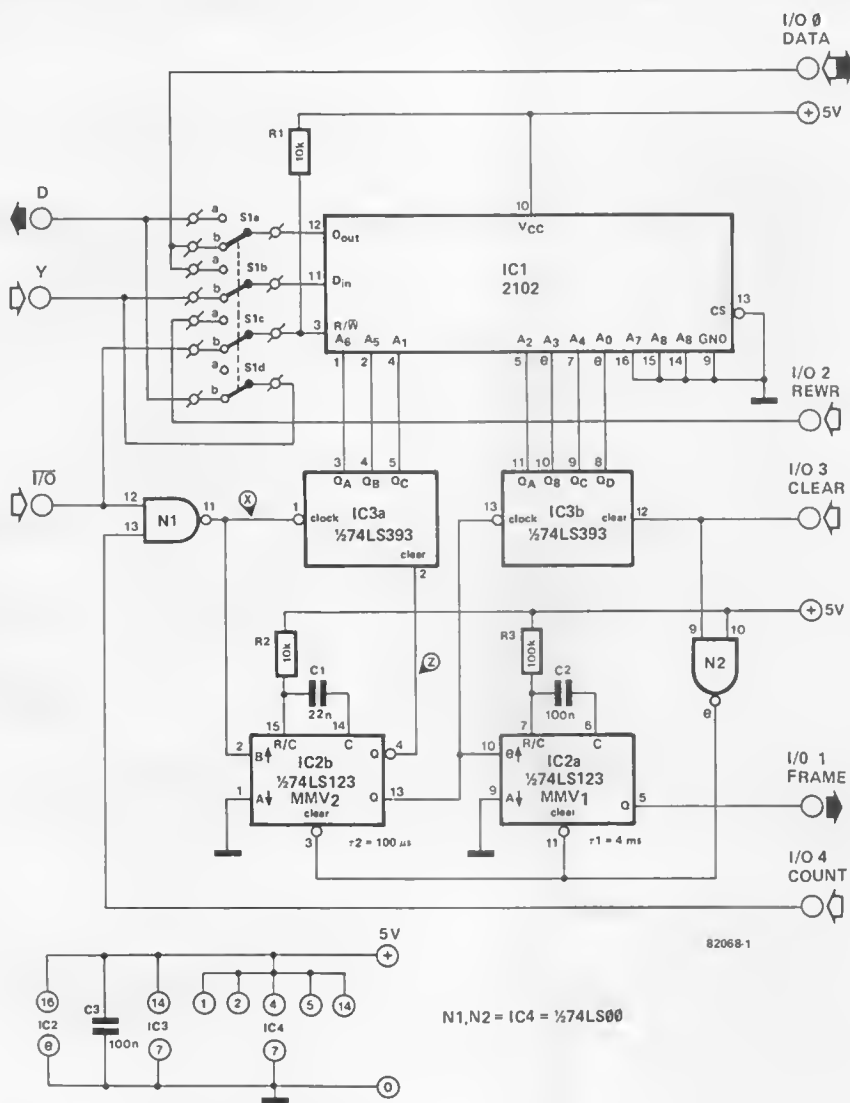 I/O 0
DATA
5V
R1
10k
D
a
S1a
b
12
Oout
10
VCC
IC1
2102
a
S1b
b
11
Din
Y
a
S1c
b
3
R/W̅
CS
13
A6
A5
A1
A2
A3
A4
A0
A7
A8
A8
GND
1
2
4
5
8
7
8
16
15
14
9
a
S1d
b
I/O 2
REWR
3
4
5
QA
QB
QC
11
10
9
8
QA
QB
QC
QD
I/O 3
CLEAR
I̅/̅O̅
12
13
N1
11
X
1
clock
IC3a
½74LS393
clear
2
13
clock
IC3b
½74LS393
clear
12
5V
R2
10k
C1
22n
Z
R3
100k
C2
100n
9
10
N2
8
15
14
R/C
C
4
Q
2
B
IC2b
½74LS123
MMV2
13
Q
1
A
clear
3
τ2 = 100 µs
7
6
R/C
C
10
B
IC2a
½74LS123
MMV1
9
A
Q
5
clear
11
τ1 = 4 ms
I/O 1
FRAME
I/O 4
COUNT
82068-1
5V
16
IC2
8
C3
100n
14
IC3
7
1
2
4
5
14
IC4
7
0
N1,N2 = IC4 = ½74LS00